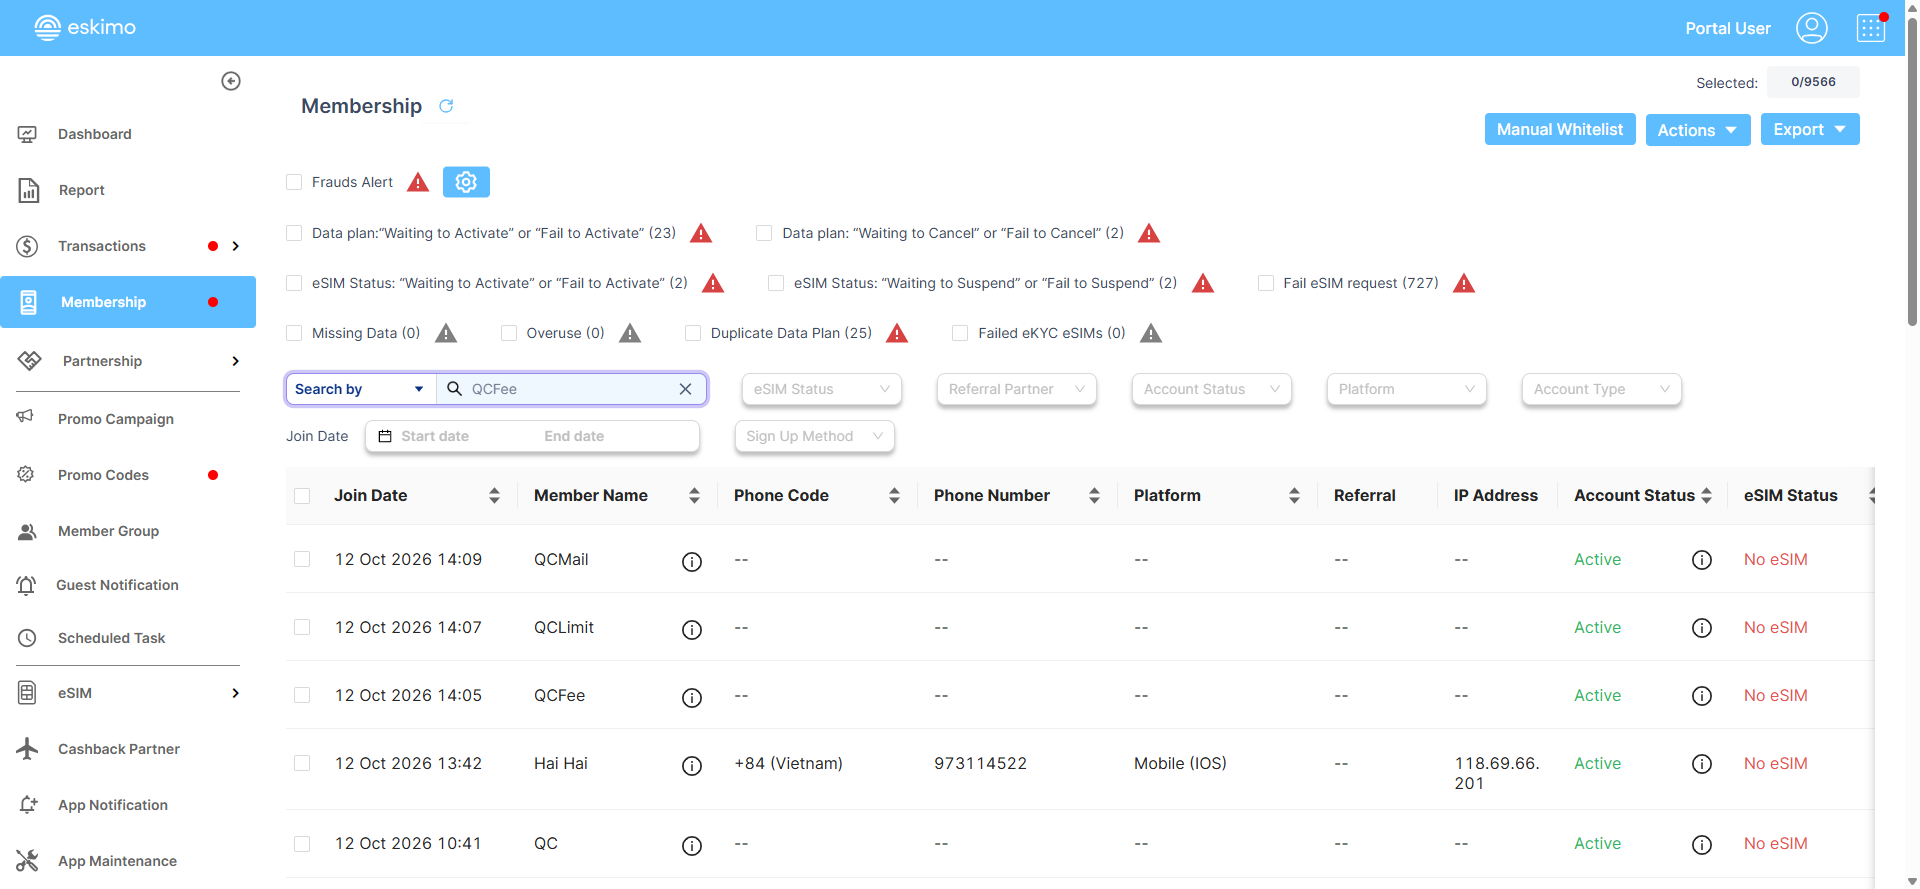 eskimo
Portal User
Selected: 0/9566
Membership
Manual Whitelist Actions Export
Dashboard
Report
Transactions
Membership
Partnership
Promo Campaign
Promo Codes
Member Group
Guest Notification
Scheduled Task
eSIM
Cashback Partner
App Notification
App Maintenance
Frauds Alert
Data plan:“Waiting to Activate” or “Fail to Activate” (23) Data plan: “Waiting to Cancel” or “Fail to Cancel” (2)
eSIM Status: “Waiting to Activate” or “Fail to Activate” (2) eSIM Status: “Waiting to Suspend” or “Fail to Suspend” (2) Fail eSIM request (727)
Missing Data (0) Overuse (0) Duplicate Data Plan (25) Failed eKYC eSIMs (0)
Search by QCFee eSIM Status Referral Partner Account Status Platform Account Type
Join Date Start date End date Sign Up Method
Join Date Member Name Phone Code Phone Number Platform Referral IP Address Account Status eSIM Status
12 Oct 2026 14:09 QCMail -- -- -- -- -- Active No eSIM
12 Oct 2026 14:07 QCLimit -- -- -- -- -- Active No eSIM
12 Oct 2026 14:05 QCFee -- -- -- -- -- Active No eSIM
12 Oct 2026 13:42 Hai Hai +84 (Vietnam) 973114522 Mobile (IOS) -- 118.69.66. Active No eSIM
201
12 Oct 2026 10:41 QC -- -- -- -- -- Active No eSIM